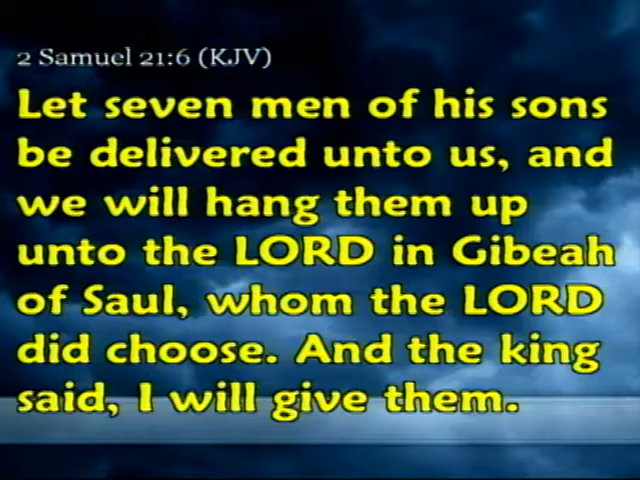 2 Samuel 21:6 (KJV)
Let seven men of his sons
be delivered unto us, and
we will hang them up
unto the LORD in Gibeah
of Saul, whom the LORD
did choose. And the king
said, I will give them.